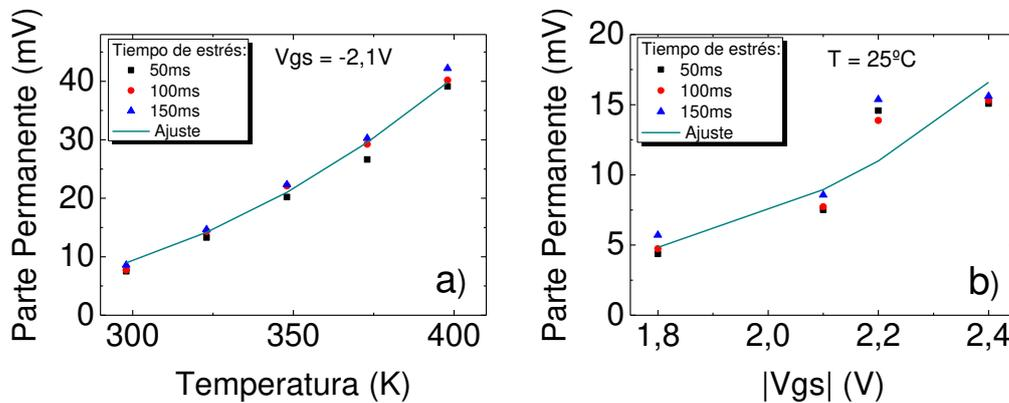 Parte Permanente (mV)
40
30
20
10
0
Tiempo de estrés:
50ms
100ms
150ms
Ajuste
Vgs = -2,1V
a)
300
350
400
Temperatura (K)
Parte Permanente (mV)
20
15
10
5
0
Tiempo de estrés:
50ms
100ms
150ms
Ajuste
T = 25ºC
b)
1,8
2,0
2,2
2,4
|Vgs| (V)